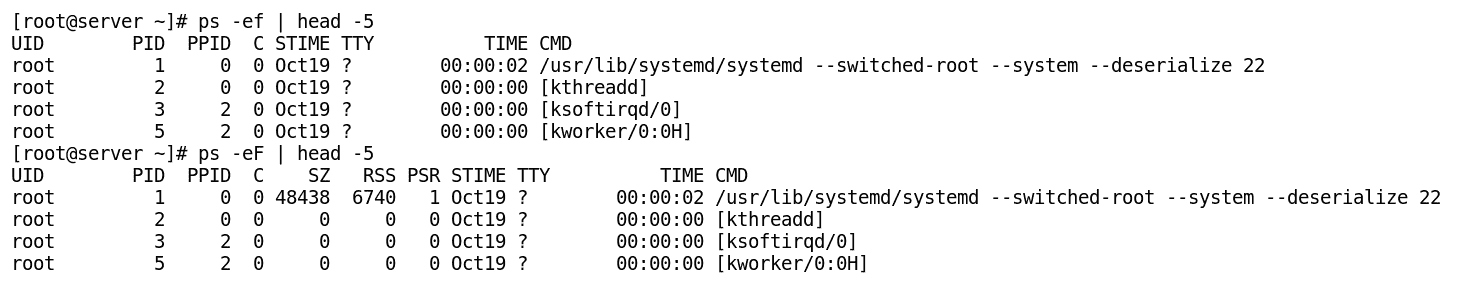 [root@server ~]# ps -ef | head -5
UID        PID  PPID  C STIME TTY          TIME CMD
root         1     0  0 Oct19 ?        00:00:02 /usr/lib/systemd/systemd --switched-root --system --deserialize 22
root         2     0  0 Oct19 ?        00:00:00 [kthreadd]
root         3     2  0 Oct19 ?        00:00:00 [ksoftirqd/0]
root         5     2  0 Oct19 ?        00:00:00 [kworker/0:0H]
[root@server ~]# ps -eF | head -5
UID        PID  PPID  C    SZ   RSS PSR STIME TTY          TIME CMD
root         1     0  0 48438  6740   1 Oct19 ?        00:00:02 /usr/lib/systemd/systemd --switched-root --system --deserialize 22
root         2     0  0     0     0   0 Oct19 ?        00:00:00 [kthreadd]
root         3     2  0     0     0   0 Oct19 ?        00:00:00 [ksoftirqd/0]
root         5     2  0     0     0   0 Oct19 ?        00:00:00 [kworker/0:0H]